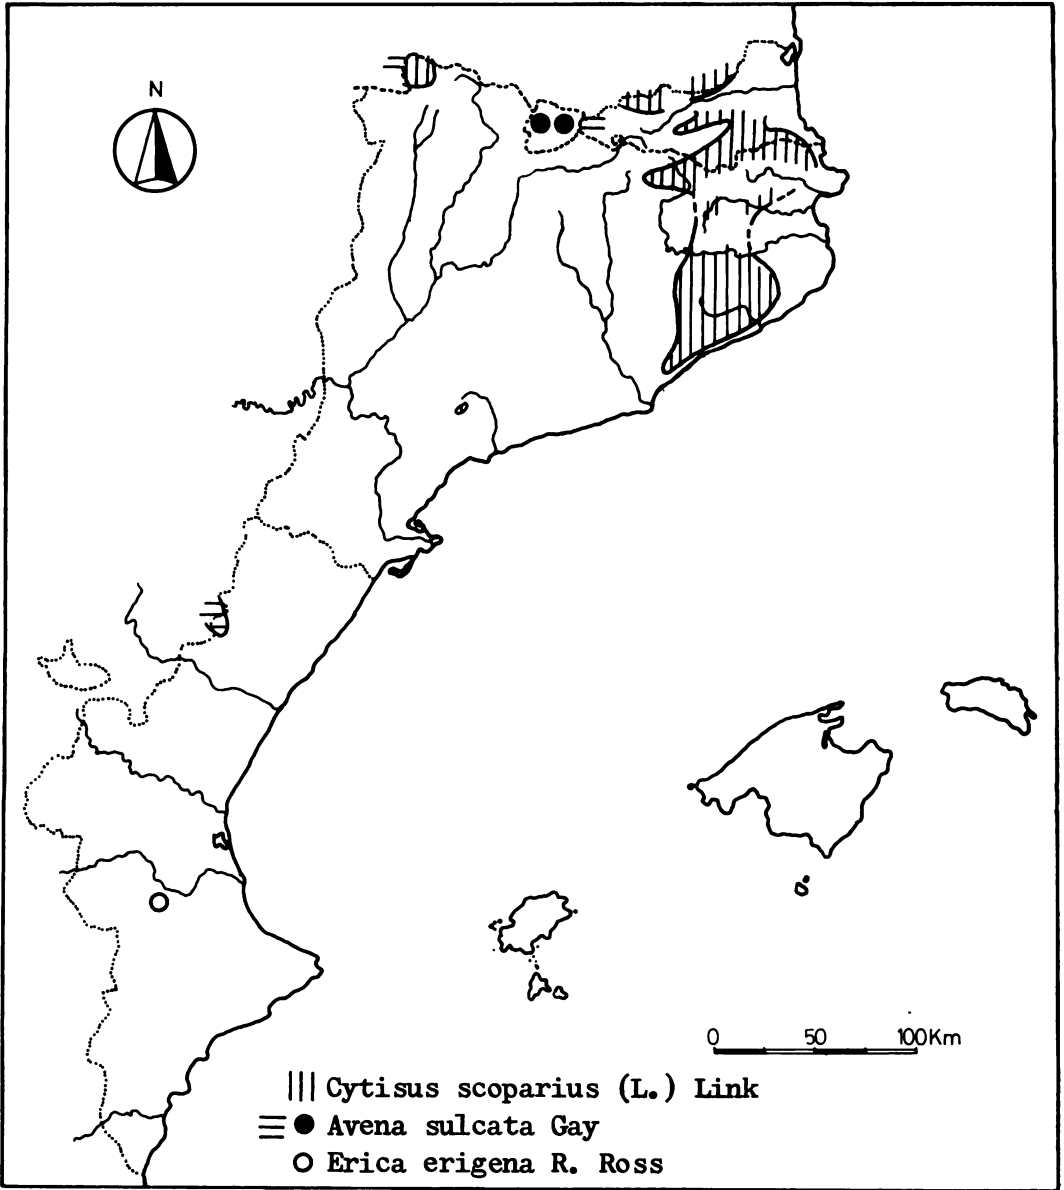 N
0 50 100Km
Cytisus scoparius (L.) Link
Avena sulcata Gay
Erica erigena R. Ross